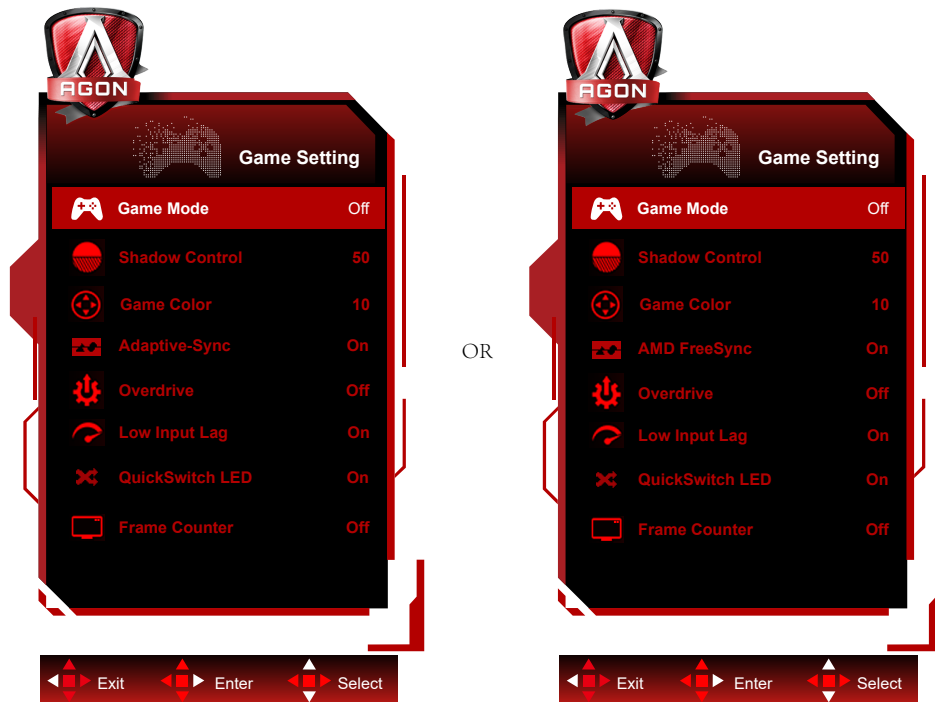 AGON
Game Setting
Game Mode Off
Shadow Control 50
Game Color 10
Adaptive-Sync On
Overdrive Off
Low Input Lag On
QuickSwitch LED On
Frame Counter Off
Exit Enter Select
OR
AGON
Game Setting
Game Mode Off
Shadow Control 50
Game Color 10
AMD FreeSync On
Overdrive Off
Low Input Lag On
QuickSwitch LED On
Frame Counter Off
Exit Enter Select